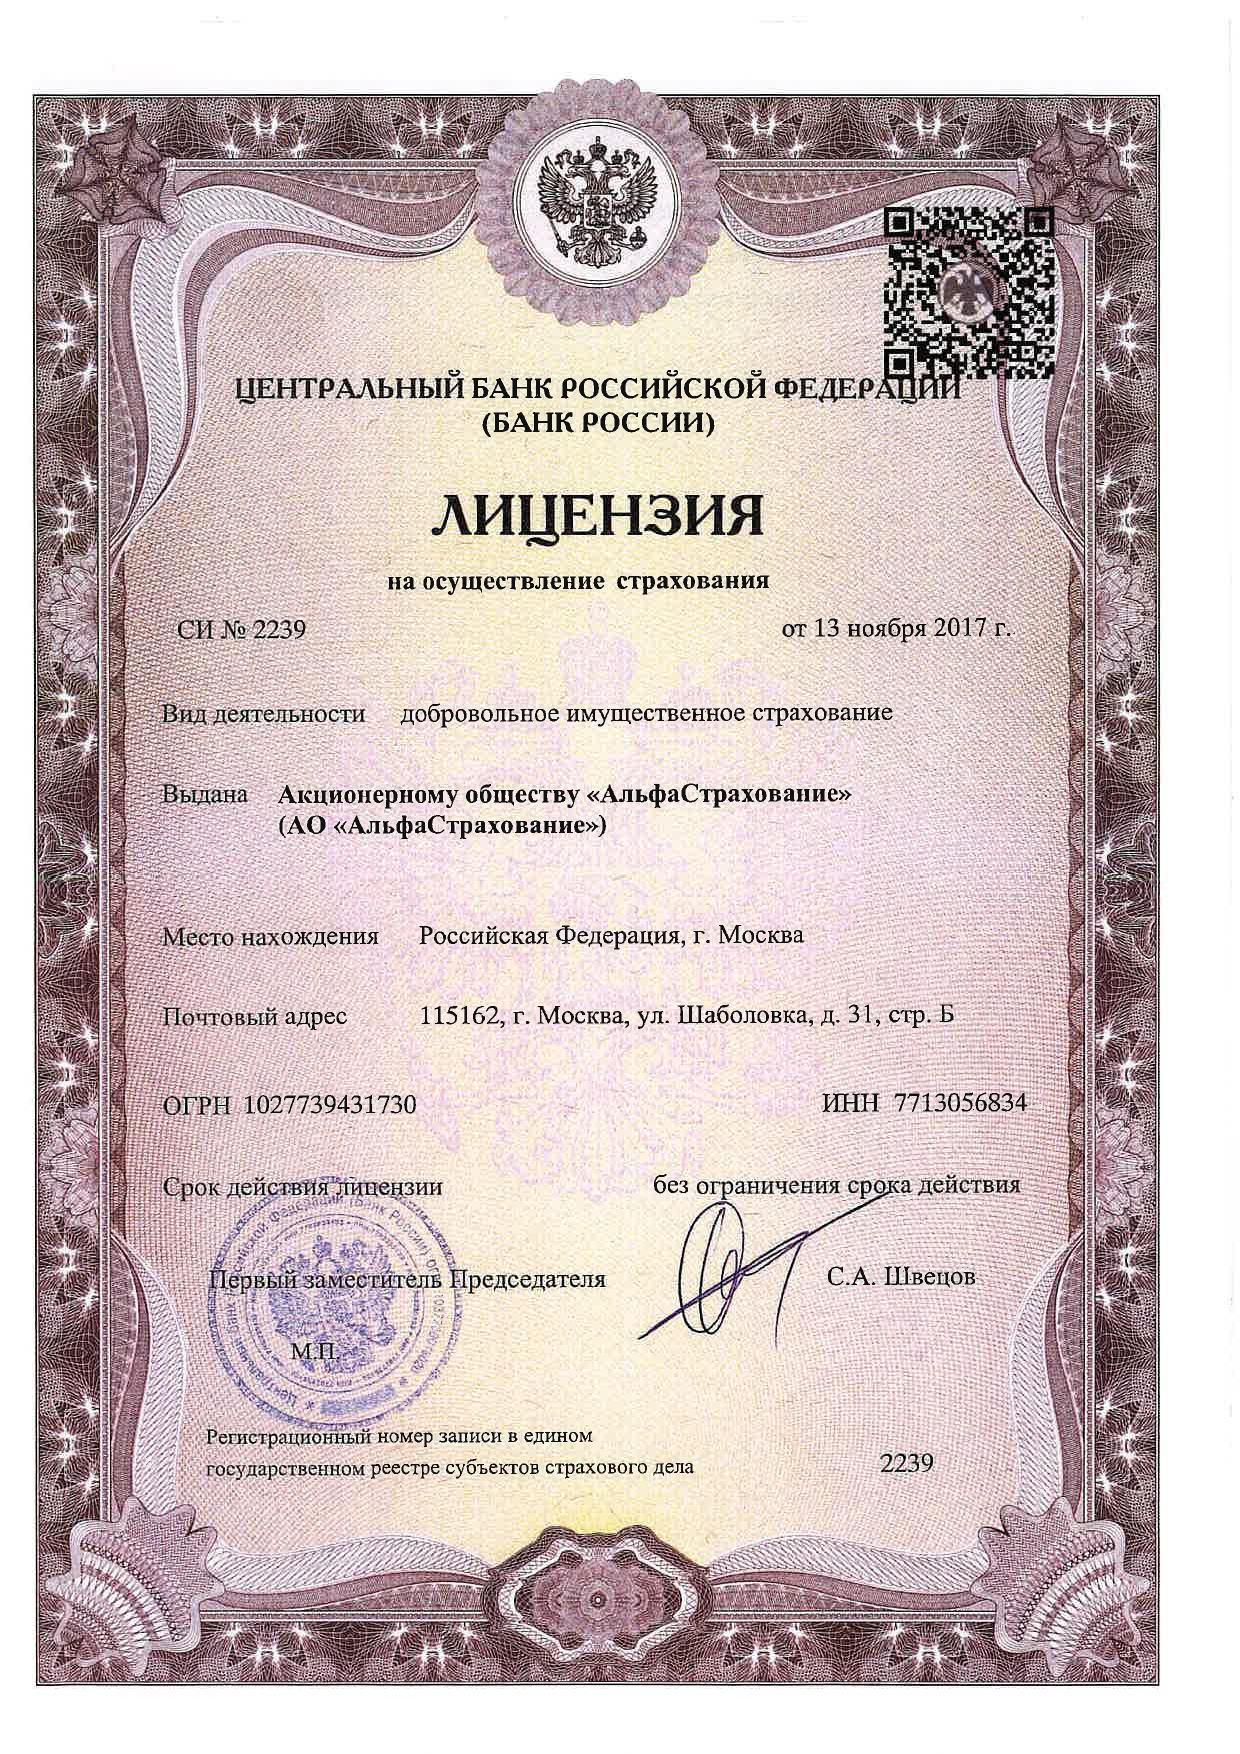 ЦЕНТРАЛЬНЫЙ БАНК РОССИЙСКОЙ ФЕДЕРАЦИИ
(БАНК РОССИИ)
ЛИЦЕНЗИЯ
на осуществление страхования
СИ № 2239 от 13 ноября 2017 г.
Вид деятельности добровольное имущественное страхование
Выдана Акционерному обществу «АльфаСтрахование»
(АО «АльфаСтрахование»)
Место нахождения Российская Федерация, г. Москва
Почтовый адрес 115162, г. Москва, ул. Шаболовка, д. 31, стр. Б
ОГРН 1027739431730 ИНН 7713056834
Срок действия лицензии без ограничения срока действия
Первый заместитель Председателя С.А. Швецов
М.П.
Регистрационный номер записи в едином
государственном реестре субъектов страхового дела 2239